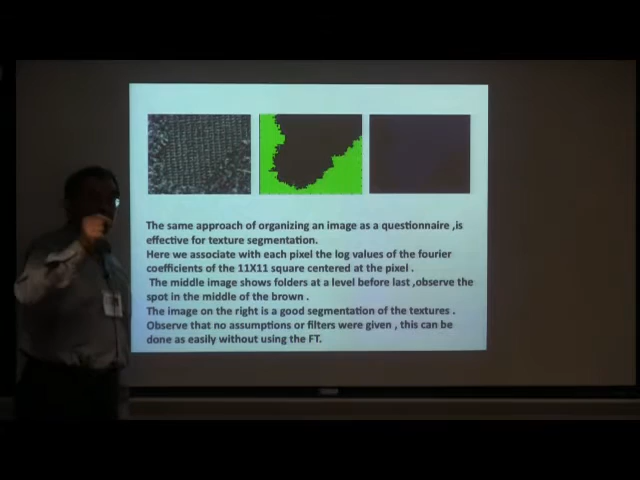 The same approach of organizing an image as a questionnaire ,is
effective for texture segmentation.
Here we associate with each pixel the log values of the fourier
coefficients of the 11X11 square centered at the pixel .
The middle image shows folders at a level before last ,observe the
spot in the middle of the brown .
The image on the right is a good segmentation of the textures .
Observe that no assumptions or filters were given , this can be
done as easily without using the FT.